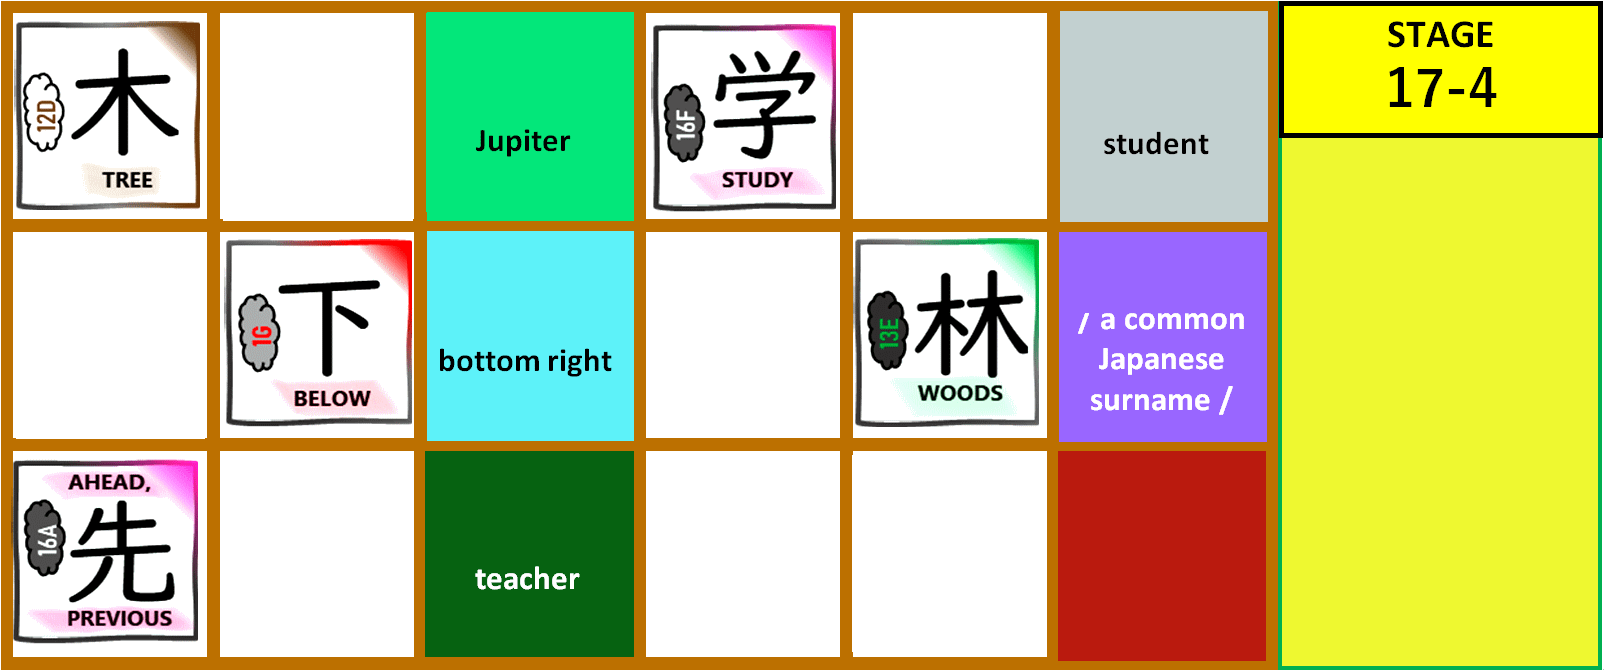 12D
木
TREE
Jupiter
16F
学
STUDY
student
STAGE
17-4
1G
下
BELOW
bottom right
13E
林
WOODS
/ a common
Japanese
surname /
AHEAD,
16A
先
PREVIOUS
teacher